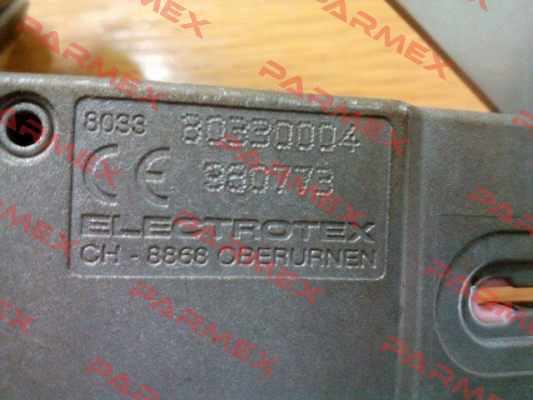 8033 80330004
CE 980773
ELECTROTEX
CH - 8868 OBERURNEN
PARMEX